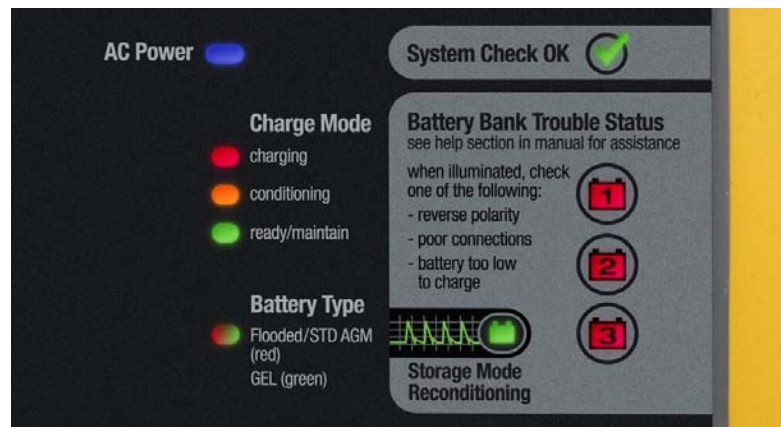 AC Power
System Check OK
Charge Mode
charging
conditioning
ready/maintain
Battery Type
Flooded/STD AGM
(red)
GEL (green)
Battery Bank Trouble Status
see help section in manual for assistance
when illuminated, check
one of the following:
- reverse polarity
- poor connections
- battery too low
to charge
1
2
3
Storage Mode
Reconditioning